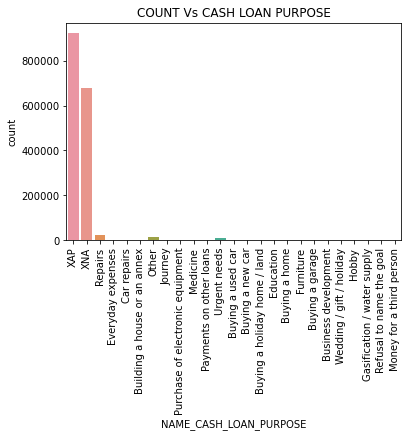 COUNT Vs CASH LOAN PURPOSE
800000
600000
400000
200000
0
count
XAP
XNA
Repairs
Everyday expenses
Car repairs
Building a house or an annex
Other
Journey
Purchase of electronic equipment
Medicine
Payments on other loans
Urgent needs
Buying a used car
Buying a new car
Buying a holiday home / land
Education
Buying a home
Furniture
Buying a garage
Business development
Wedding / gift / holiday
Hobby
Gasification / water supply
Refusal to name the goal
Money for a third person
NAME_CASH_LOAN_PURPOSE